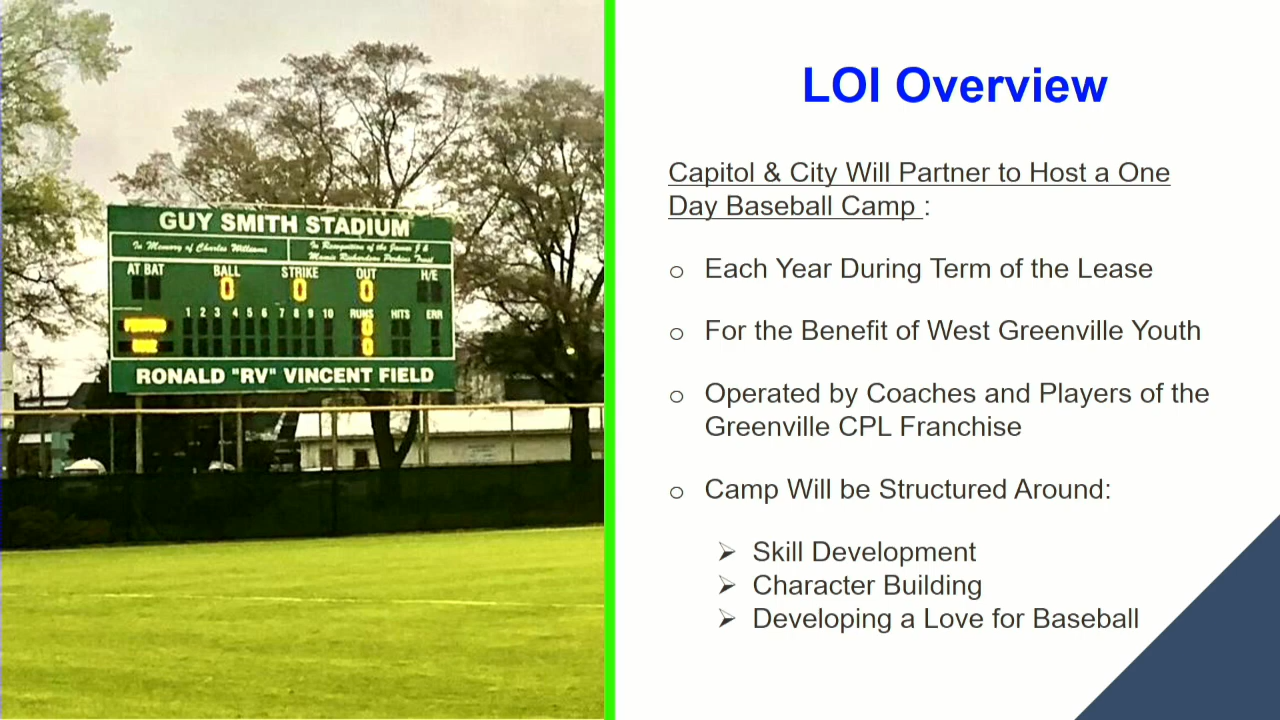 GUY SMITH STADIUM
In Memory of Charles Williams
In Recognition of the James J &
Mamie Richardson Perkins Trust
AT BAT BALL STRIKE OUT H/E
0 0 0
1 2 3 4 5 6 7 8 9 10 RUNS HITS ERR
0
0
RONALD "RV" VINCENT FIELD
LOI Overview
Capitol & City Will Partner to Host a One
Day Baseball Camp :
o Each Year During Term of the Lease
o For the Benefit of West Greenville Youth
o Operated by Coaches and Players of the
Greenville CPL Franchise
o Camp Will be Structured Around:
➢ Skill Development
➢ Character Building
➢ Developing a Love for Baseball